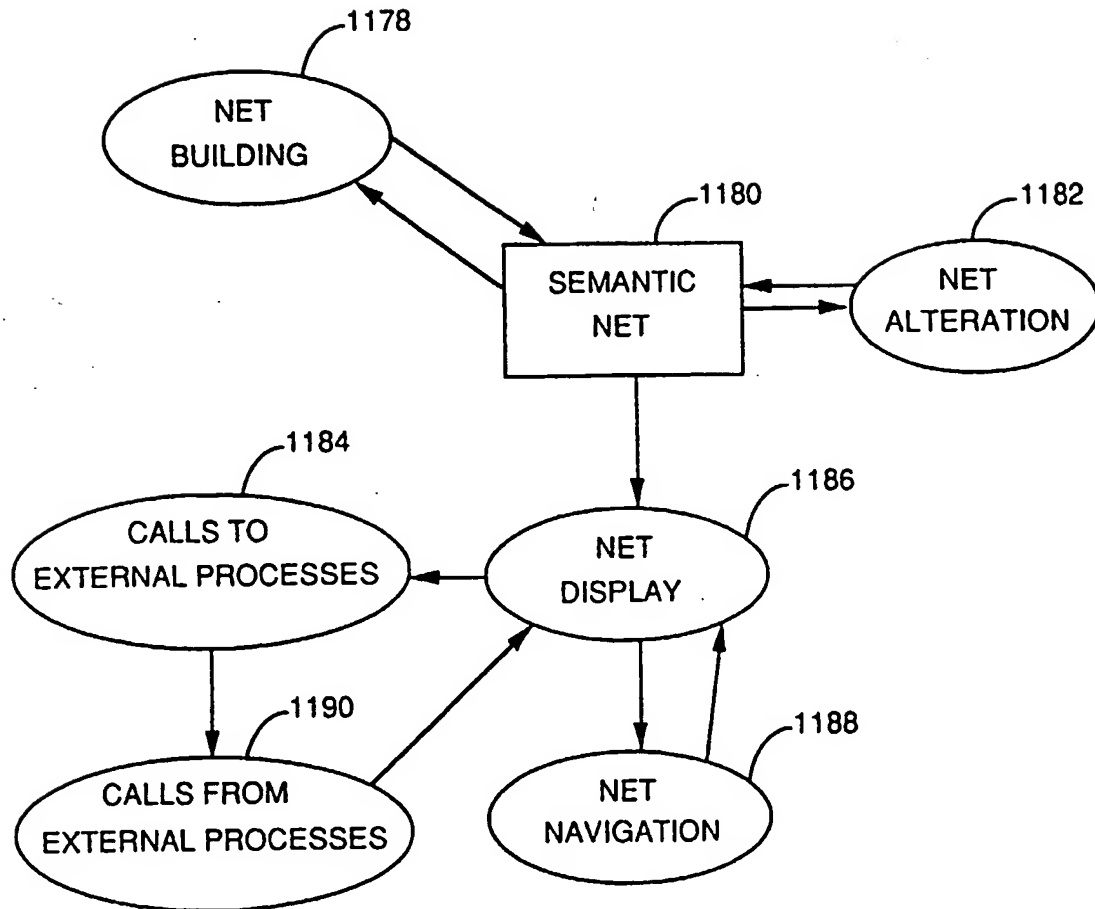 1178
NET
BUILDING
1180
SEMANTIC
NET
1182
NET
ALTERATION
1184
CALLS TO
EXTERNAL PROCESSES
1186
NET
DISPLAY
1190
CALLS FROM
EXTERNAL PROCESSES
1188
NET
NAVIGATION